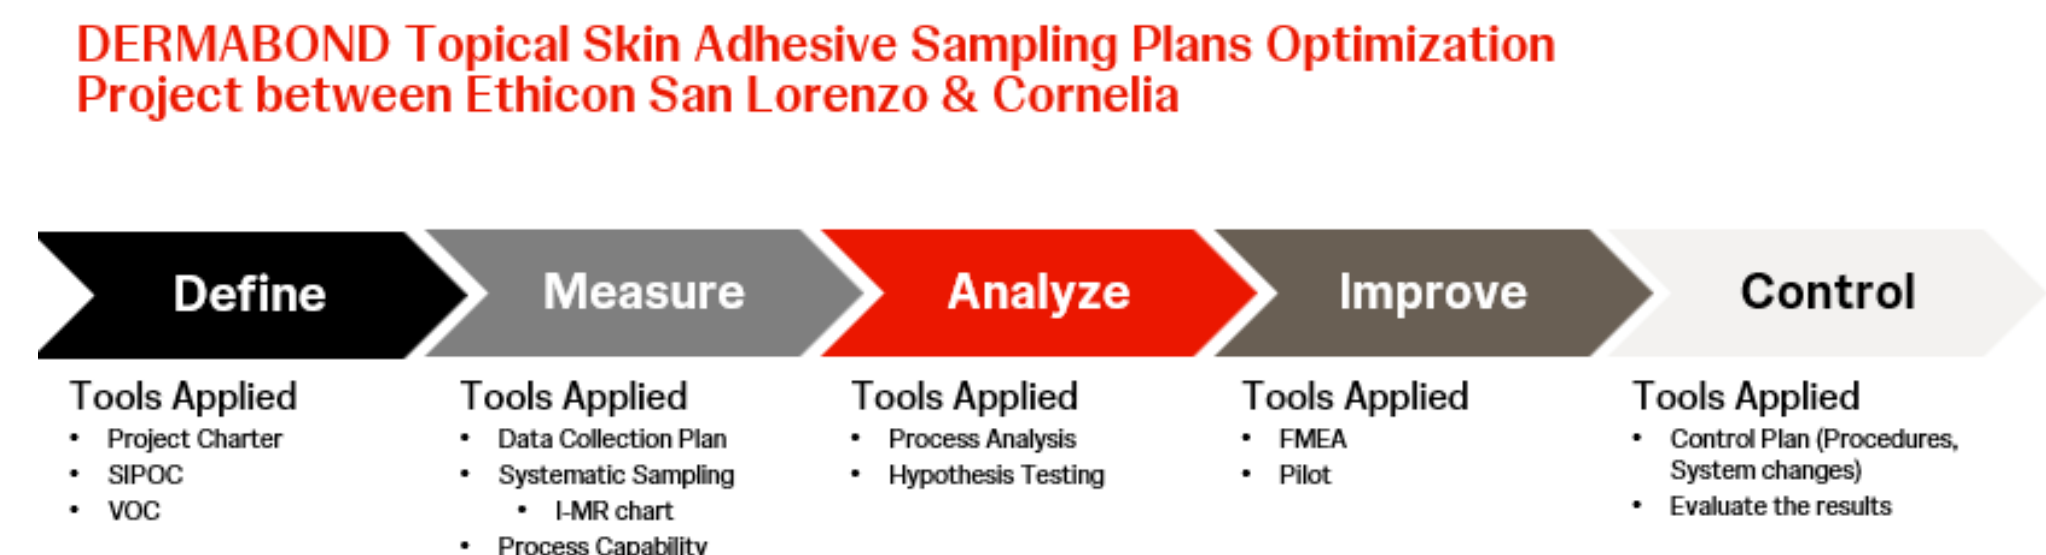 DERMABOND Topical Skin Adhesive Sampling Plans Optimization
Project between Ethicon San Lorenzo & Cornelia
Define
Measure
Analyze
Improve
Control
Tools Applied
• Project Charter
• SIPOC
• VOC
Tools Applied
• Data Collection Plan
• Systematic Sampling
• I-MR chart
• Process Capability
Tools Applied
• Process Analysis
• Hypothesis Testing
Tools Applied
• FMEA
• Pilot
Tools Applied
• Control Plan (Procedures,
System changes)
• Evaluate the results